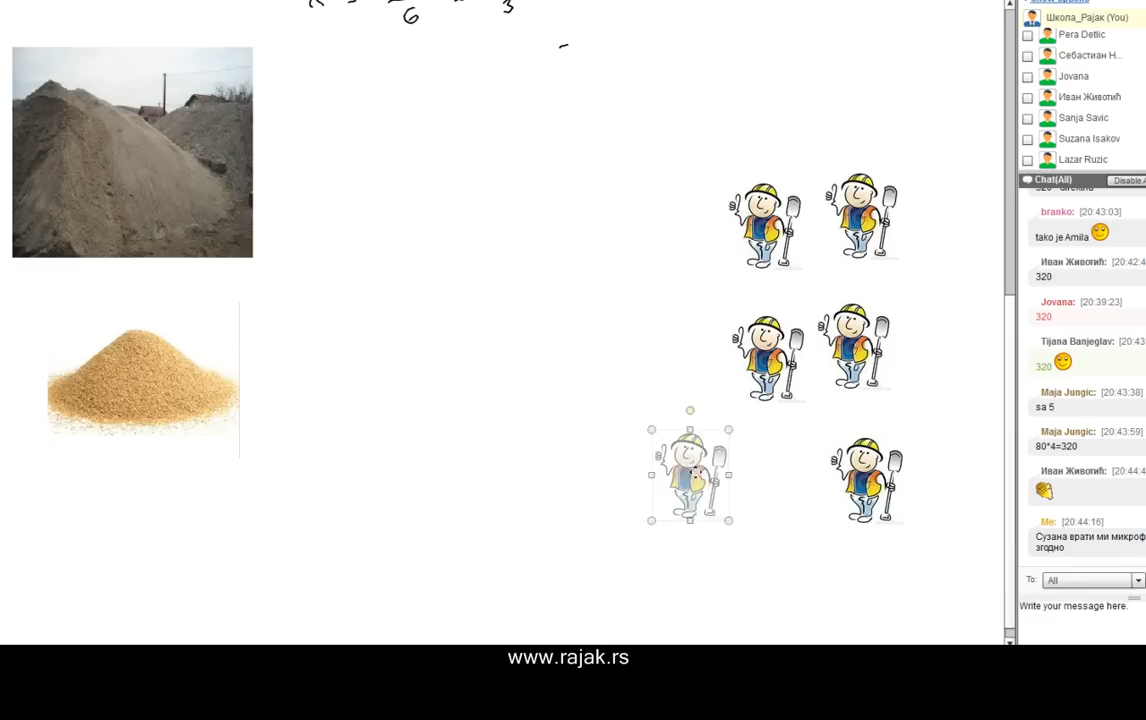 6
3
Школа_Рајак (You)
Pera Detlic
Себастиан Н...
Jovana
Иван Животић
Sanja Savic
Suzana Isakov
Lazar Ruzic
Chat(All)
Disable
branko: [20:43:03]
tako je Amila
Иван Животић: [20:42:4
320
Jovana: [20:39:23]
320
Tijana Banjeglav: [20:43
320
Maja Jungic: [20:43:38]
sa 5
Maja Jungic: [20:43:59]
80*4=320
Иван Животић: [20:44:4
Me: [20:44:16]
Сузана врати ми микроф
згодно
To: All
Write your message here.
www.rajak.rs